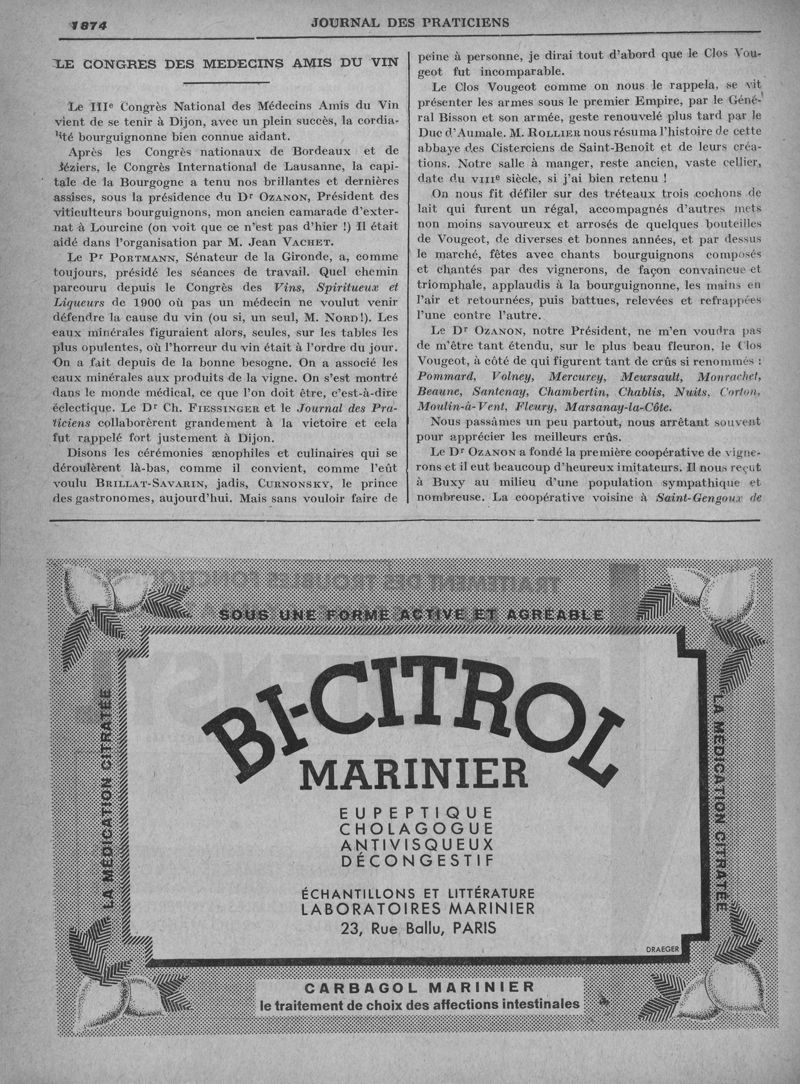 1874
JOURNAL DES PRATICIENS
LE CONGRES DES MEDECINS AMIS DU VIN
Le IIIe Congrès National des Médecins Amis du Vin
vient de se tenir à Dijon, avec un plein succès, la cordia-
lité bourguignonne bien connue aidant.
Après les Congrès nationaux de Bordeaux et de
Béziers, le Congrès International de Lausanne, la capi-
tale de la Bourgogne a tenu nos brillantes et dernières
assises, sous la présidence du Dr OZANON, Président des
viticulteurs bourguignons, mon ancien camarade d'exter-
nat à Lourcine (on voit que ce n'est pas d'hier !) Il était
aidé dans l'organisation par M. Jean VACHET.
Le Pr PORTMANN, Sénateur de la Gironde, a, comme
toujours, présidé les séances de travail. Quel chemin
parcouru depuis le Congrès des Vins, Spiritueux et
Liqueurs de 1900 où pas un médecin ne voulut venir
défendre la cause du vin (ou si, un seul, M. NORD!). Les
eaux minérales figuraient alors, seules, sur les tables les
plus opulentes, où l'horreur du vin était à l'ordre du jour.
On a fait depuis de la bonne besogne. On a associé les
eaux minérales aux produits de la vigne. On s'est montré
dans le monde médical, ce que l'on doit être, c'est-à-dire
éclectique. Le Dr Ch. FIESSINGER et le Journal des Pra-
ticiens collaborèrent grandement à la victoire et cela
fut rappelé fort justement à Dijon.
Disons les cérémonies œnophiles et culinaires qui se
déroulèrent là-bas, comme il convient, comme l'eût
voulu BRILLAT-SAVARIN, jadis, CURNONSKY, le prince
des gastronomes, aujourd'hui. Mais sans vouloir faire de
peine à personne, je dirai tout d'abord que le Clos Vou-
geot fut incomparable.
Le Clos Vougeot comme on nous le rappela, se vit
présenter les armes sous le premier Empire, par le Géné-
ral Bisson et son armée, geste renouvelé plus tard par le
Duc d'Aumale. M. ROLLIER nous résuma l'histoire de cette
abbaye des Cisterciens de Saint-Benoît et de leurs créa-
tions. Notre salle à manger, reste ancien, vaste cellier,
date du VIIIe siècle, si j'ai bien retenu !
On nous fit défiler sur des tréteaux trois cochons de
lait qui furent un régal, accompagnés d'autres mets
non moins savoureux et arrosés de quelques bouteilles
de Vougeot, de diverses et bonnes années, et par dessus
le marché, fêtes avec chants bourguignons composés
et chantés par des vignerons, de façon convaincue et
triomphale, applaudis à la bourguignonne, les mains en
l'air et retournées, puis battues, relevées et refrappées
l'une contre l'autre.
Le Dr OZANON, notre Président, ne m'en voudra pas
de m'être tant étendu, sur le plus beau fleuron, le Clos
Vougeot, à côté de qui figurent tant de crûs si renommés :
Pommard, Volney, Mercurey, Meursault, Monrachet,
Beaune, Santenay, Chambertin, Chablis, Nuits, Corton,
Moulin-à-Vent, Fleury, Marsanay-la-Côte.
Nous passâmes un peu partout, nous arrêtant souvent
pour apprécier les meilleurs crûs.
Le Dr OZANON a fondé la première coopérative de vigne-
rons et il eut beaucoup d'heureux imitateurs. Il nous reçut
à Buxy au milieu d'une population sympathique et
nombreuse. La coopérative voisine à Saint-Gengoux de
SOUS UNE FORME ACTIVE ET AGRÉABLE
LA MÉDICATION CITRATÉE
BI-CITROL
MARINIER
EUPEPTIQUE
CHOLAGOGUE
ANTIVISQUEUX
DÉCONGESTIF
ÉCHANTILLONS ET LITTÉRATURE
LABORATOIRES MARINIER
23, Rue Ballu, PARIS
DRAEGER
LA MÉDICATION CITRATÉE
CARBAGOL MARINIER
le traitement de choix des affections intestinales